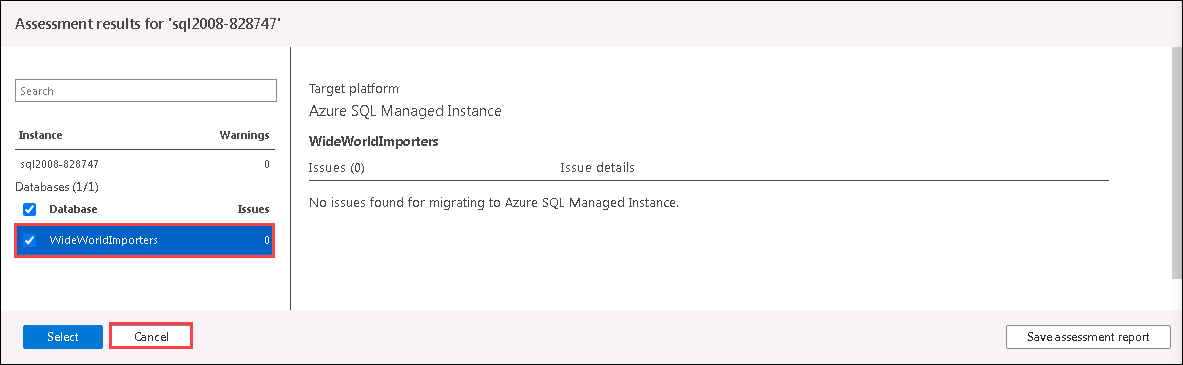 Assessment results for 'sql2008-828747'
Search
Instance Warnings
sql2008-828747 0
Databases (1/1)
Database Issues
WideWorldImporters 0
Target platform
Azure SQL Managed Instance
WideWorldImporters
Issues (0) Issue details
No issues found for migrating to Azure SQL Managed Instance.
Select Cancel Save assessment report